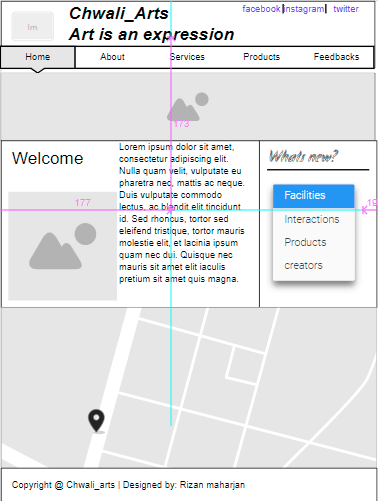 facebook Instagram twitter
Im
Chwali_Arts
Art is an expression
Home About Services Products Feedbacks
173
Welcome
Lorem ipsum dolor sit amet,
consectetur adipiscing elit.
Nulla quam velit, vulputate eu
pharetra nec, mattis ac neque.
Duis vulputate commodo
lectus, ac blandit elit tincidunt
id. Sed rhoncus, tortor sed
eleifend tristique, tortor mauris
molestie elit, et lacinia ipsum
quam nec dui. Quisque nec
mauris sit amet elit iaculis
pretium sit amet quis magna.
177
Whats new?
Facilities
19
Interactions
Products
creators
Copyright @ Chwali_arts | Designed by: Rizan maharjan